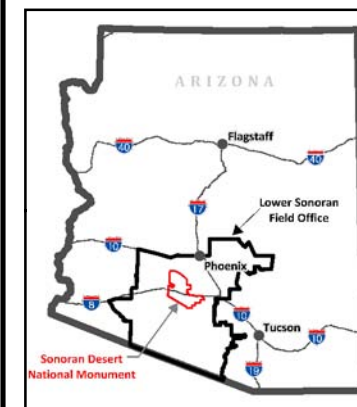 ARIZONA
Flagstaff
40
40
17
Lower Sonoran
Field Office
10
Phoenix
8
10
Tucson
10
Sonoran Desert
National Monument
19